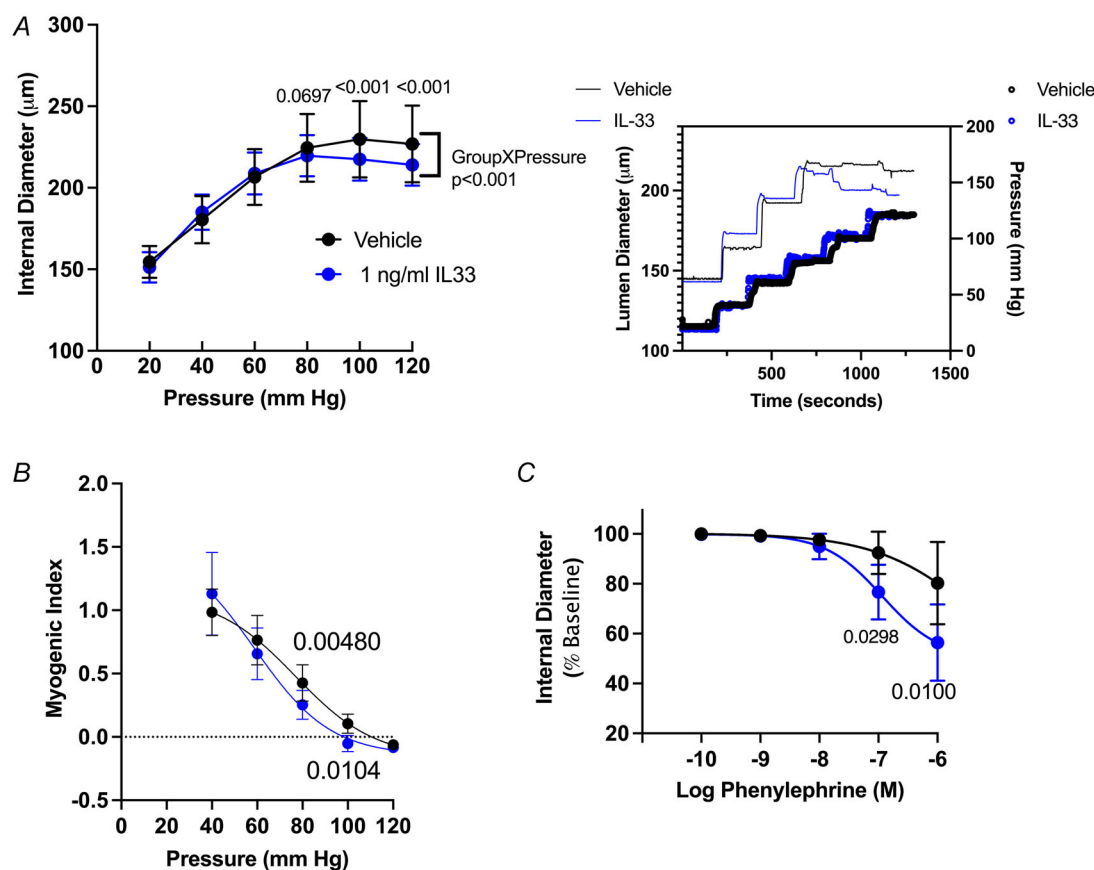 A
300
250
200
150
100
Internal Diameter (μm)
0.0697
<0.001
<0.001
GroupXPressure
p<0.001
Vehicle
1 ng/ml IL33
0 20 40 60 80 100 120
Pressure (mm Hg)
Vehicle
IL-33
Vehicle
IL-33
200
150
100
Lumen Diameter (μm)
200
150
100
50
0
Pressure (mm Hg)
500 1000 1500
Time (seconds)
B
2.0
1.5
1.0
0.5
0.0
-0.5
Myogenic Index
0.00480
0.0104
0 20 40 60 80 100 120
Pressure (mm Hg)
C
100
80
60
40
20
Internal Diameter
(% Baseline)
0.0298
0.0100
-10 -9 -8 -7 -6
Log Phenylephrine (M)